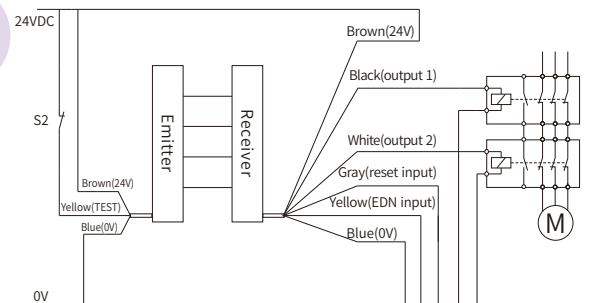 24VDC
Brown(24V)
Black(output 1)
S2
Emitter
Receiver
White(output 2)
Gray(reset input)
Brown(24V)
Yellow(TEST)
Yellow(EDN input)
Blue(0V)
Blue(0V)
M
0V